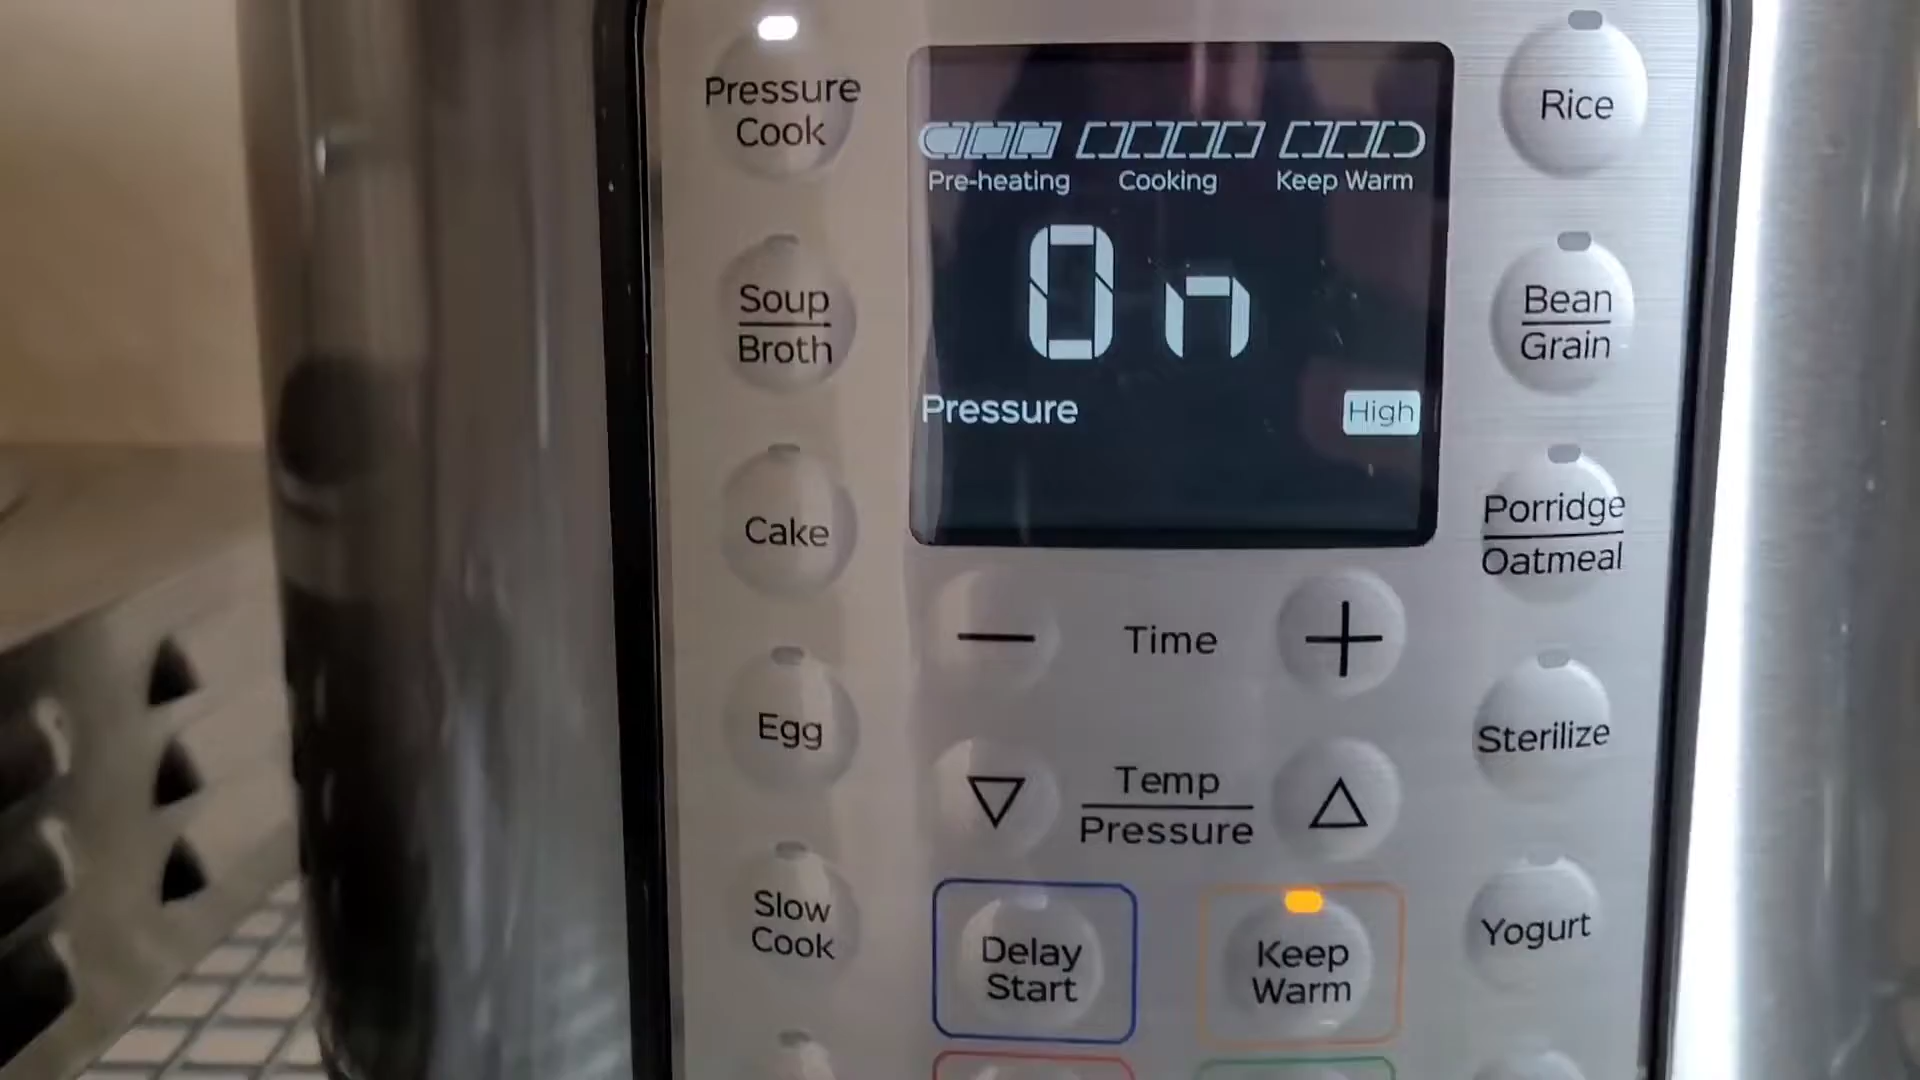 Pressure
Cook
Rice
Pre-heating
Cooking
Keep Warm
On
Soup
Broth
Bean
Grain
Pressure
High
Cake
Porridge
Oatmeal
Time
Egg
Sterilize
Temp
Pressure
Slow
Cook
Delay
Start
Keep
Warm
Yogurt